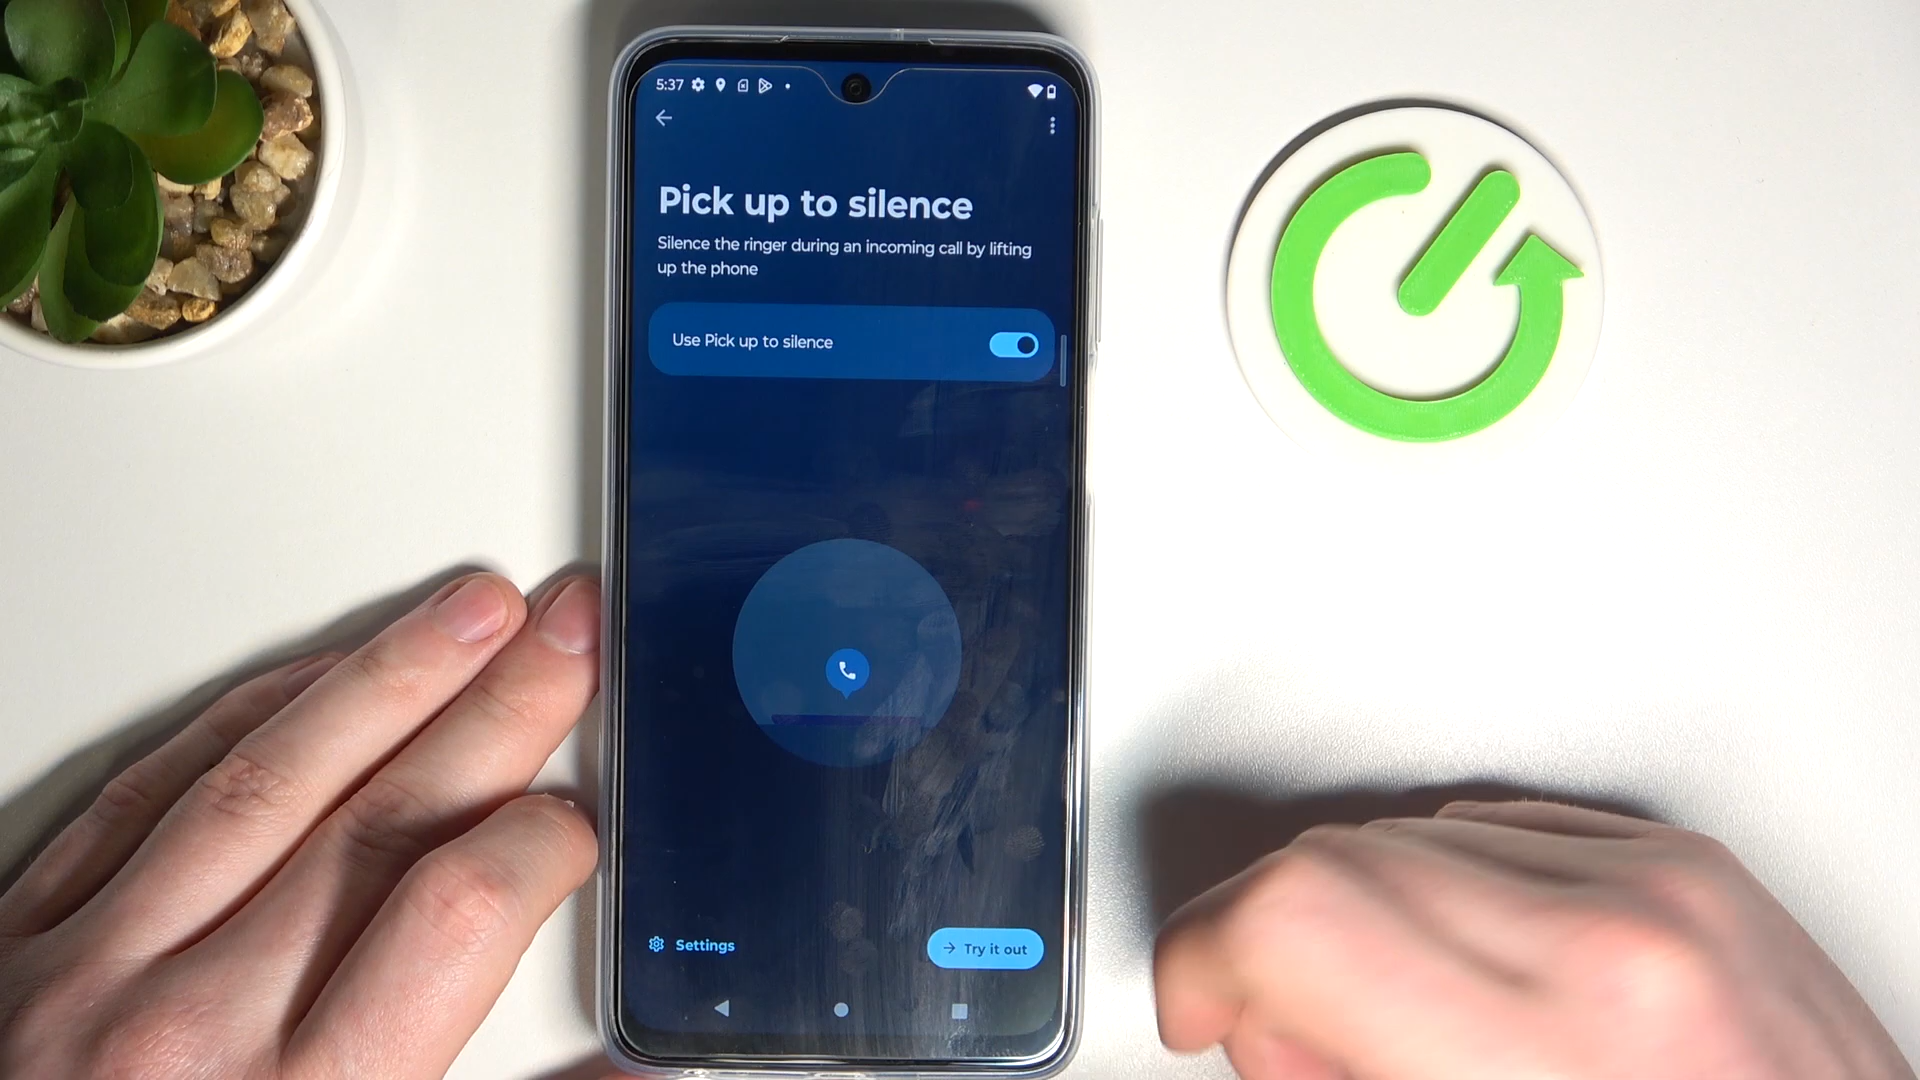 5:37
Pick up to silence
Silence the ringer during an incoming call by lifting
up the phone
Use Pick up to silence
Settings
Try it out